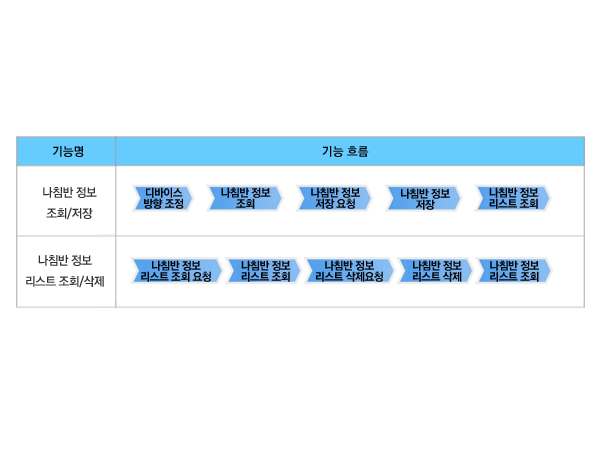 기능명
기능 흐름
나침반 정보
조회/저장
디바이스
방향 조정
나침반 정보
조회
나침반 정보
저장 요청
나침반 정보
저장
나침반 정보
리스트 조회
나침반 정보
리스트 조회/삭제
나침반 정보
리스트 조회 요청
나침반 정보
리스트 조회
나침반 정보
리스트 삭제요청
나침반 정보
리스트 삭제
나침반 정보
리스트 조회